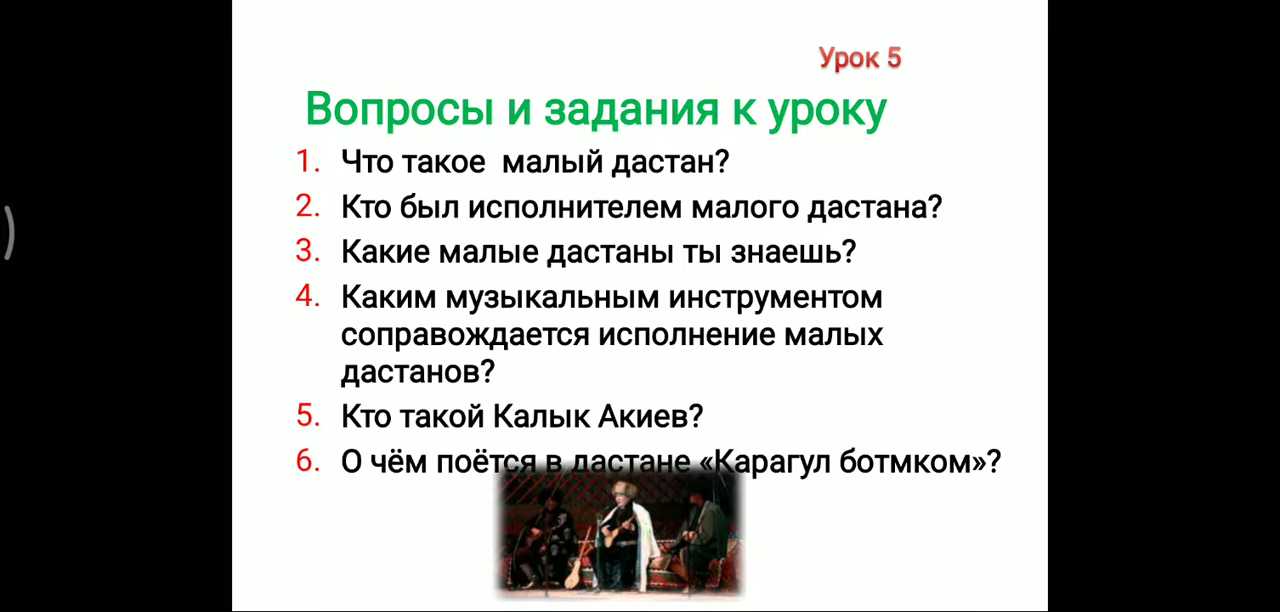 Урок 5
Вопросы и задания к уроку
1. Что такое малый дастан?
2. Кто был исполнителем малого дастана?
3. Какие малые дастаны ты знаешь?
4. Каким музыкальным инструментом
соправождается исполнение малых
дастанов?
5. Кто такой Калык Акиев?
6. О чём поётся в дастане «Карагул ботмком»?